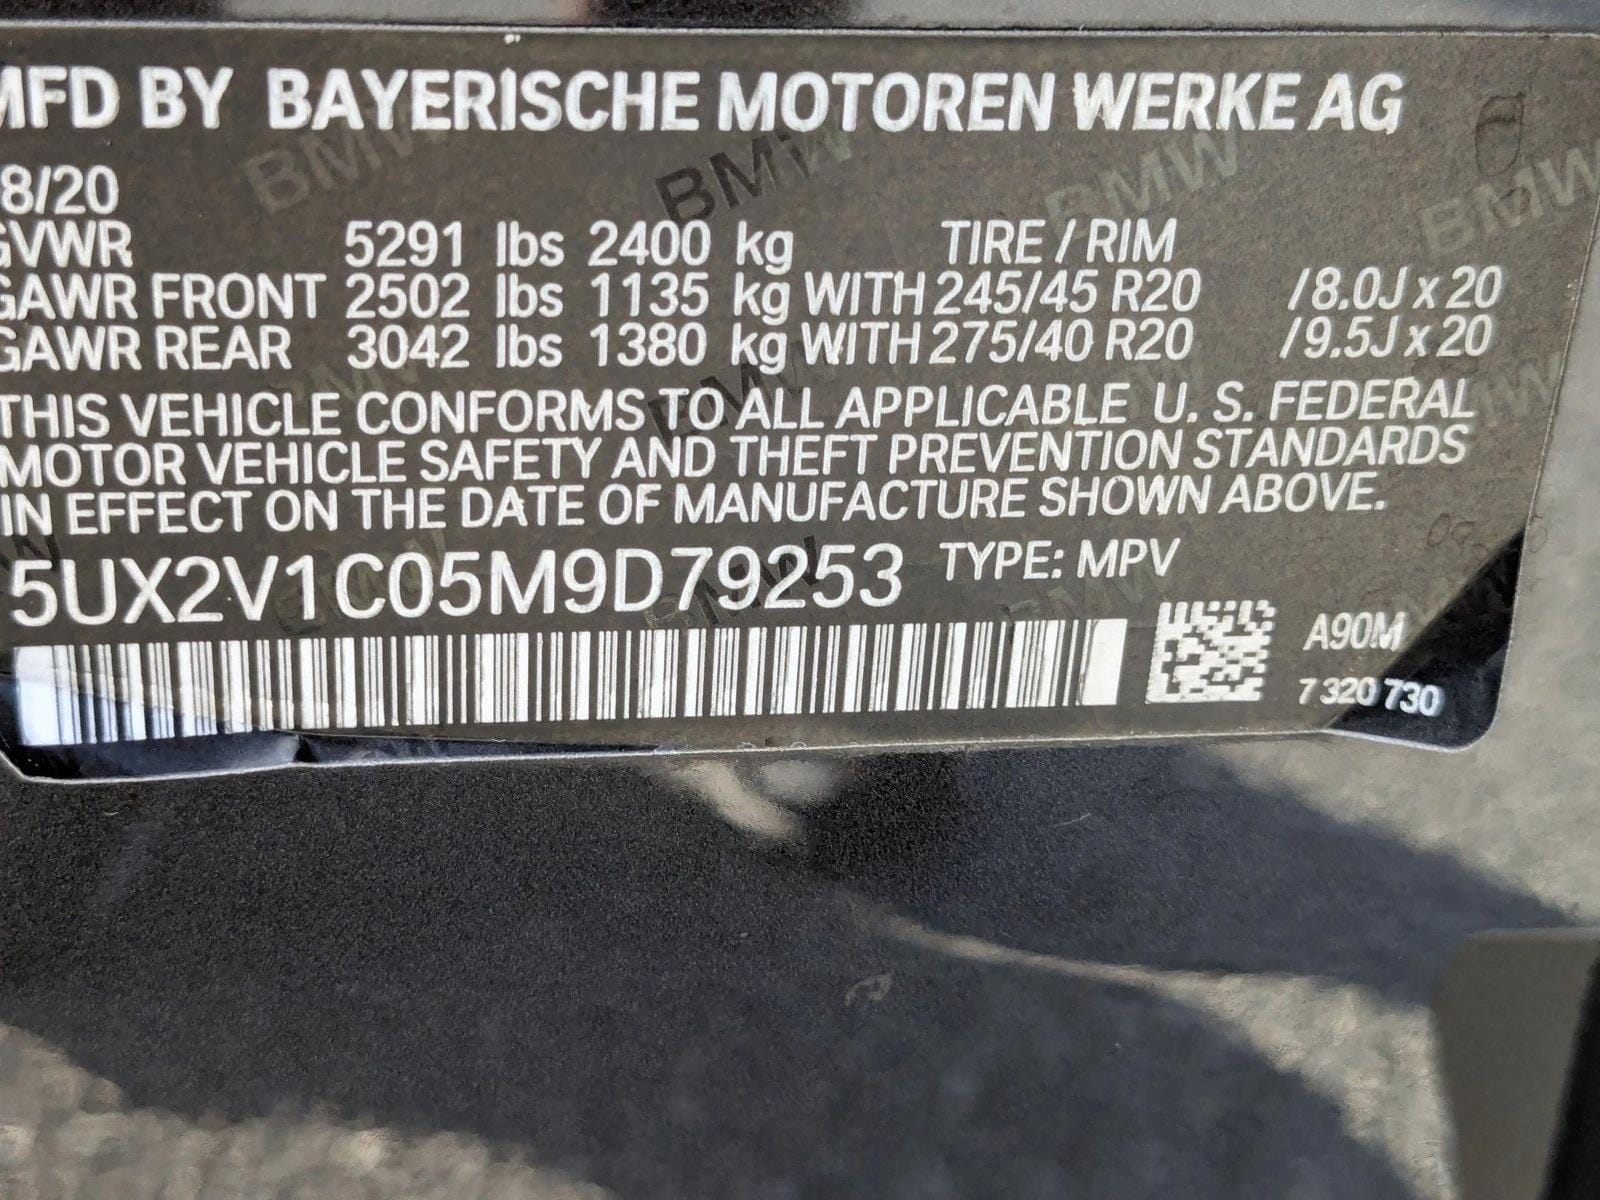 MFD BY BAYERISCHE MOTOREN WERKE AG
8/20
GVWR 5291 lbs 2400 kg TIRE / RIM
GAWR FRONT 2502 lbs 1135 kg WITH 245/45 R20 /8.0J x 20
GAWR REAR 3042 lbs 1380 kg WITH 275/40 R20 /9.5J x 20
THIS VEHICLE CONFORMS TO ALL APPLICABLE U. S. FEDERAL
MOTOR VEHICLE SAFETY AND THEFT PREVENTION STANDARDS
IN EFFECT ON THE DATE OF MANUFACTURE SHOWN ABOVE.
5UX2V1C05M9D79253 TYPE: MPV
A90M
7 320 730